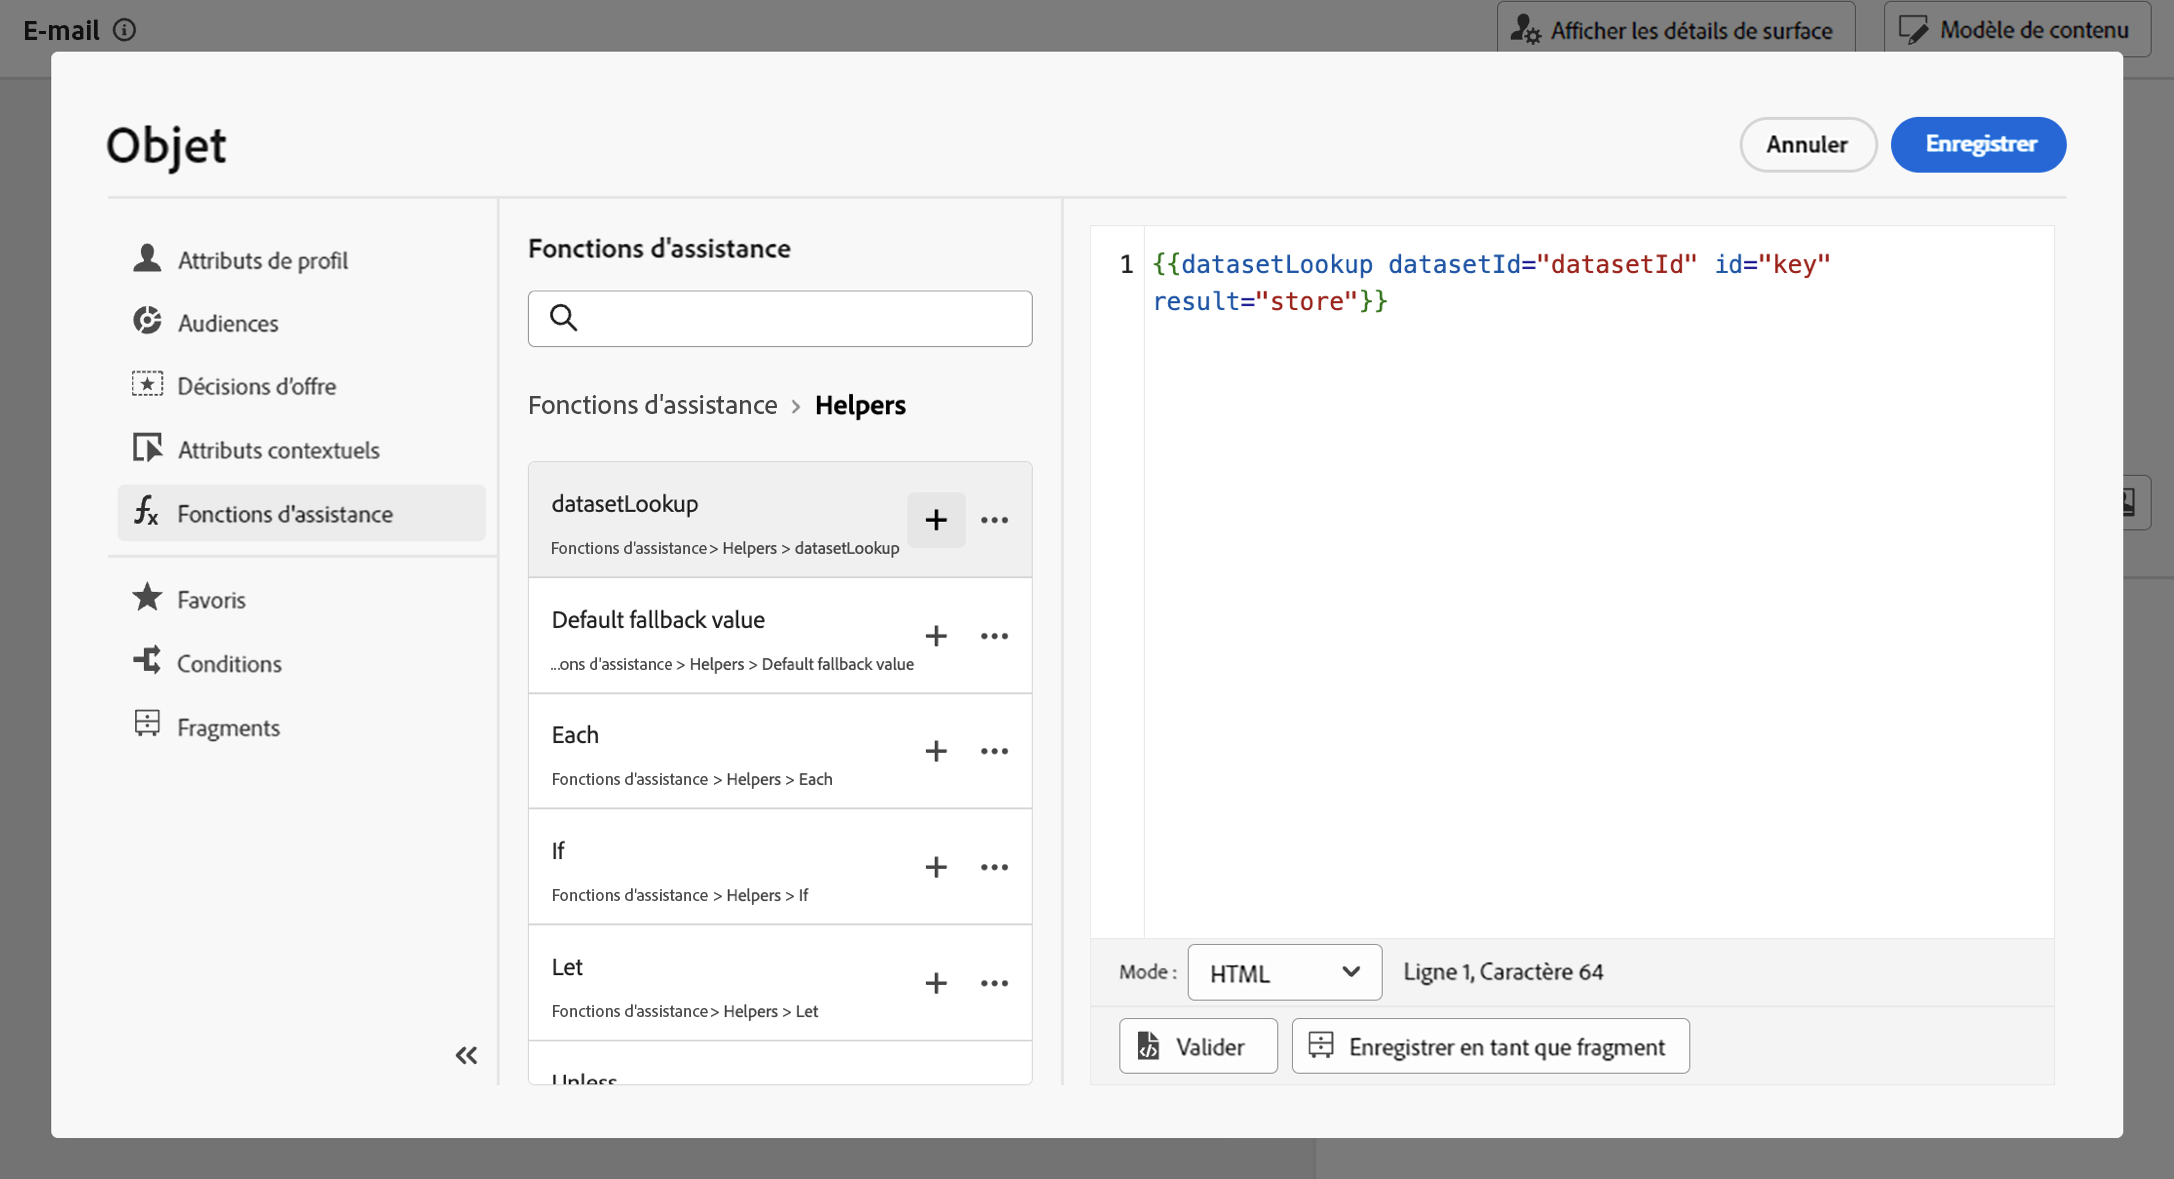 E-mail
Afficher les détails de surface
Modèle de contenu
Objet
Annuler
Enregistrer
Attributs de profil
Audiences
Décisions d'offre
Attributs contextuels
Fonctions d'assistance
Favoris
Conditions
Fragments
Fonctions d'assistance
Fonctions d'assistance > Helpers
datasetLookup
Fonctions d'assistance > Helpers > datasetLookup
Default fallback value
...ons d'assistance > Helpers > Default fallback value
Each
Fonctions d'assistance > Helpers > Each
If
Fonctions d'assistance > Helpers > If
Let
Fonctions d'assistance > Helpers > Let
Unless
1 {{datasetLookup datasetId="datasetId" id="key"
result="store"}}
Mode : HTML Ligne 1, Caractère 64
Valider
Enregistrer en tant que fragment